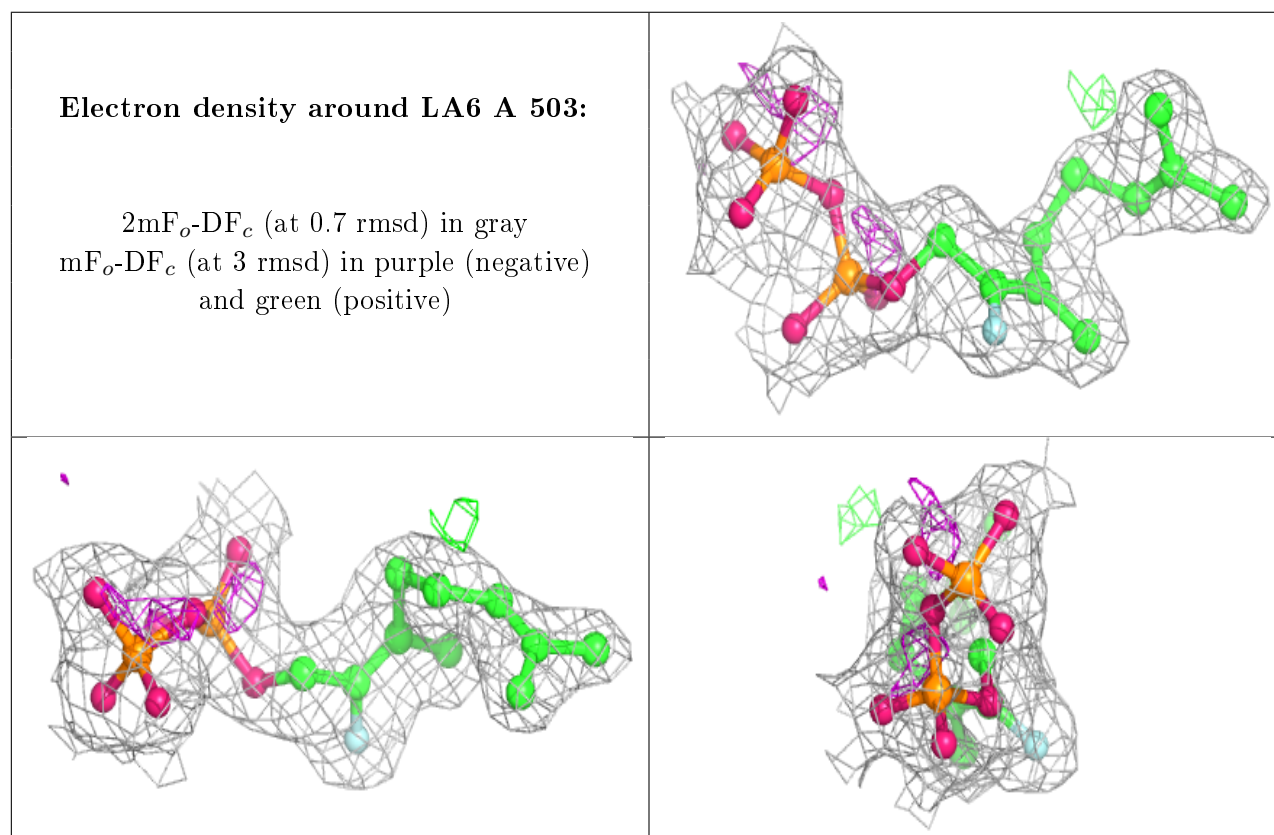 Electron density around LA6 A 503:
2mFₒ-DF𝒸 (at 0.7 rmsd) in gray
mFₒ-DF𝒸 (at 3 rmsd) in purple (negative)
and green (positive)